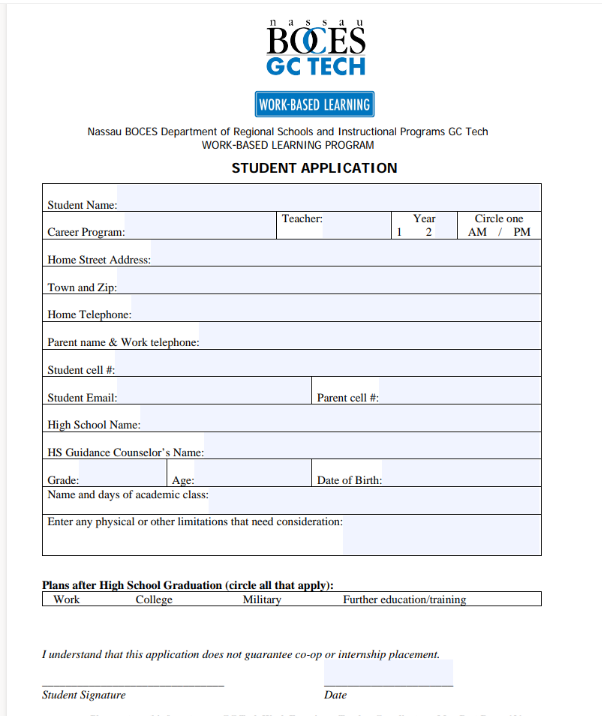 nassau
BOCES
GC TECH
WORK-BASED LEARNING
Nassau BOCES Department of Regional Schools and Instructional Programs GC Tech
WORK-BASED LEARNING PROGRAM
STUDENT APPLICATION
Student Name:
Career Program: Teacher: Year 1 2 Circle one AM / PM
Home Street Address:
Town and Zip:
Home Telephone:
Parent name & Work telephone:
Student cell #:
Student Email: Parent cell #:
High School Name:
HS Guidance Counselor's Name:
Grade: Age: Date of Birth:
Name and days of academic class:
Enter any physical or other limitations that need consideration:
Plans after High School Graduation (circle all that apply):
Work College Military Further education/training
I understand that this application does not guarantee co-op or internship placement.
Student Signature Date